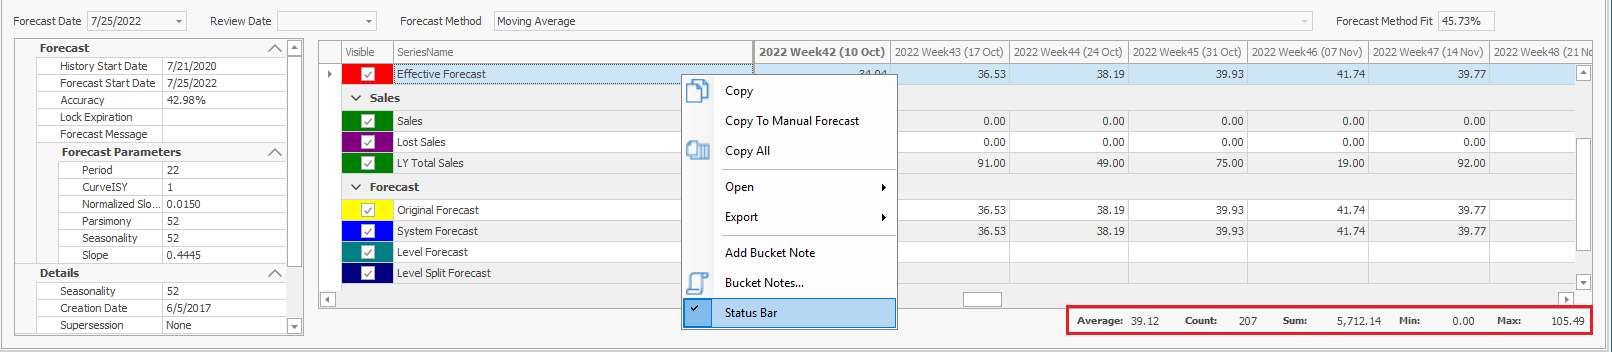 Forecast Date 7/25/2022 Review Date Forecast Method Moving Average Forecast Method Fit 45.73%
Forecast
History Start Date 7/21/2020
Forecast Start Date 7/25/2022
Accuracy 42.98%
Lock Expiration
Forecast Message
Forecast Parameters
Period 22
CurveISY 1
Normalized Slo... 0.0150
Parsimony 52
Seasonality 52
Slope 0.4445
Details
Seasonality 52
Creation Date 6/5/2017
Supersession None
Visible SeriesName 2022 Week42 (10 Oct) 2022 Week43 (17 Oct) 2022 Week44 (24 Oct) 2022 Week45 (31 Oct) 2022 Week46 (07 Nov) 2022 Week47 (14 Nov) 2022 Week48 (21 Nov
Effective Forecast 34.94 36.53 38.19 39.93 41.74 39.77
Sales
Sales 0.00 0.00 0.00 0.00 0.00
Lost Sales 0.00 0.00 0.00 0.00 0.00
LY Total Sales 91.00 49.00 75.00 19.00 92.00
Forecast
Original Forecast 36.53 38.19 39.93 41.74 39.77
System Forecast 36.53 38.19 39.93 41.74 39.77
Level Forecast
Level Split Forecast
Copy
Copy To Manual Forecast
Copy All
Open
Export
Add Bucket Note
Bucket Notes...
Status Bar
Average: 39.12 Count: 207 Sum: 5,712.14 Min: 0.00 Max: 105.49